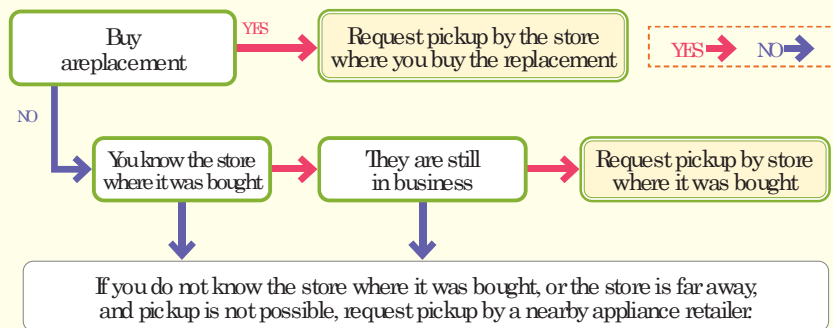 Buy
areplacement
YES
Request pickup by the store
where you buy the replacement
YES
NO
NO
You know the store
where it was bought
They are still
in business
Request pickup by store
where it was bought
If you do not know the store where it was bought, or the store is far away,
and pickup is not possible, request pickup by a nearby appliance retailer.